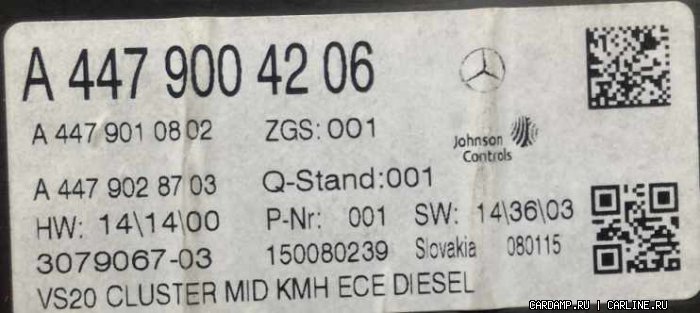 A 447 900 42 06
A 447 901 08 02 ZGS: 001
Johnson
Controls
A 447 902 87 03 Q-Stand:001
HW: 14\14\00 P-Nr: 001 SW: 14\36\03
3079067-03 150080239 Slovakia 080115
VS20 CLUSTER MID KMH ECE DIESEL
CARDAMP.RU | CARLINE.RU